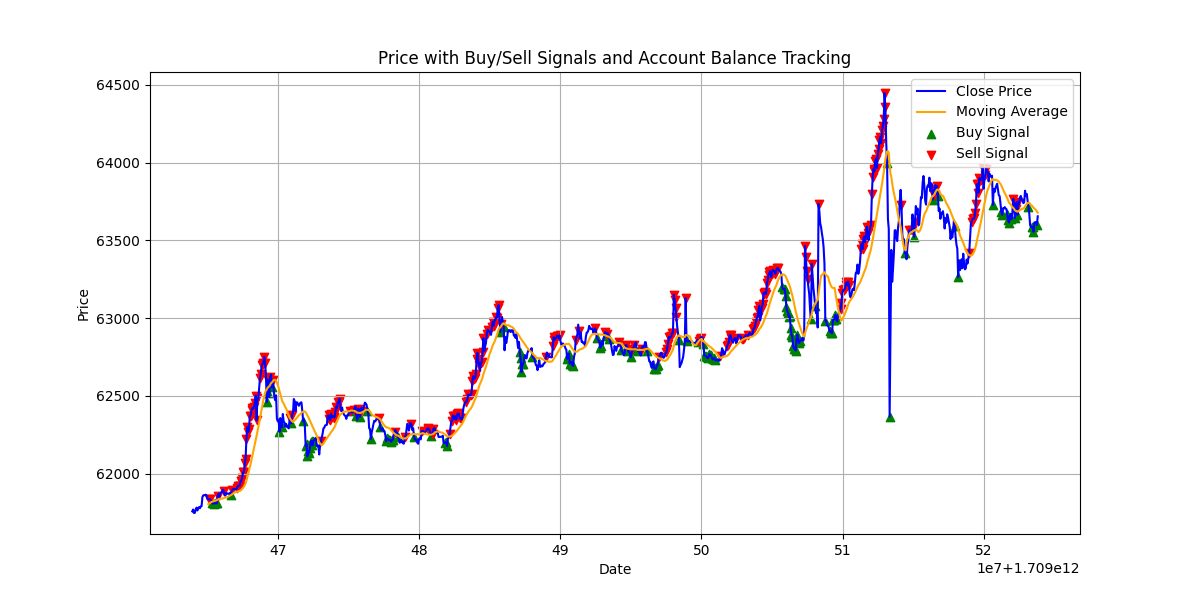 Price with Buy/Sell Signals and Account Balance Tracking
64500
64000
63500
63000
62500
62000
Price
Close Price
Moving Average
Buy Signal
Sell Signal
47 48 49 50 51 52
1e7+1.709e12
Date